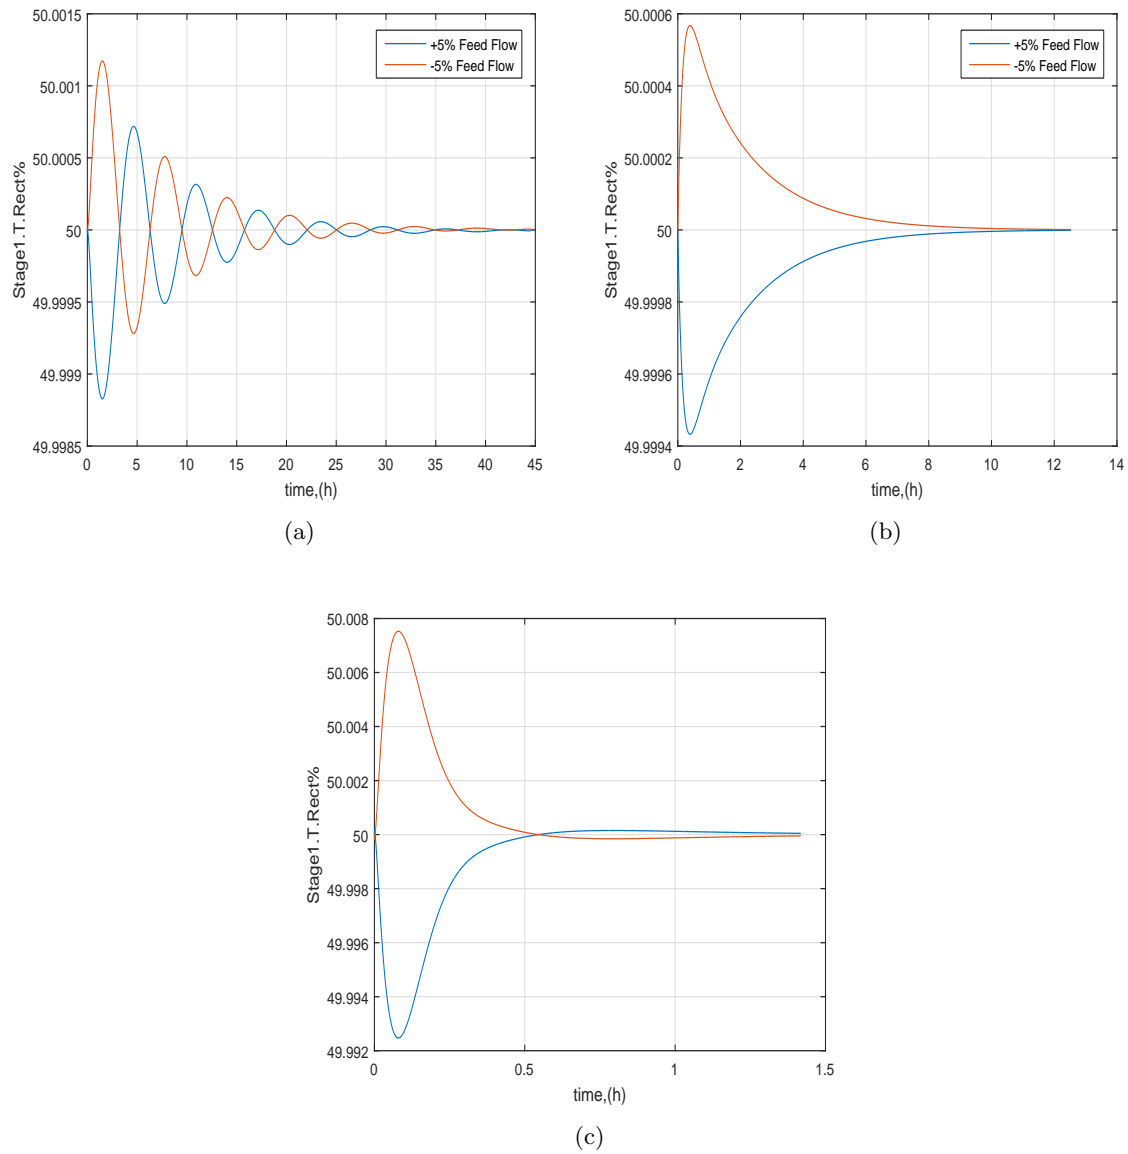 50.0015
50.001
50.0005
50
49.9995
49.999
49.9985
Stage1.T.Rect%
+5% Feed Flow
-5% Feed Flow
0 5 10 15 20 25 30 35 40 45
time,(h)
(a)
50.0006
50.0004
50.0002
50
49.9998
49.9996
49.9994
Stage1.T.Rect%
+5% Feed Flow
-5% Feed Flow
0 2 4 6 8 10 12 14
time,(h)
(b)
50.008
50.006
50.004
50.002
50
49.998
49.996
49.994
49.992
Stage1.T.Rect%
0 0.5 1 1.5
time,(h)
(c)